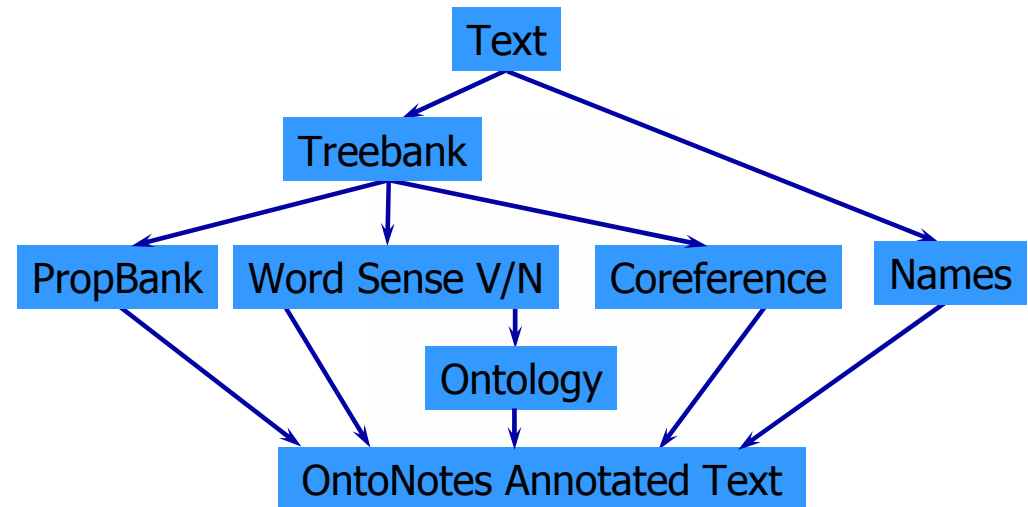 Text
Treebank
PropBank
Word Sense V/N
Coreference
Names
Ontology
OntoNotes Annotated Text